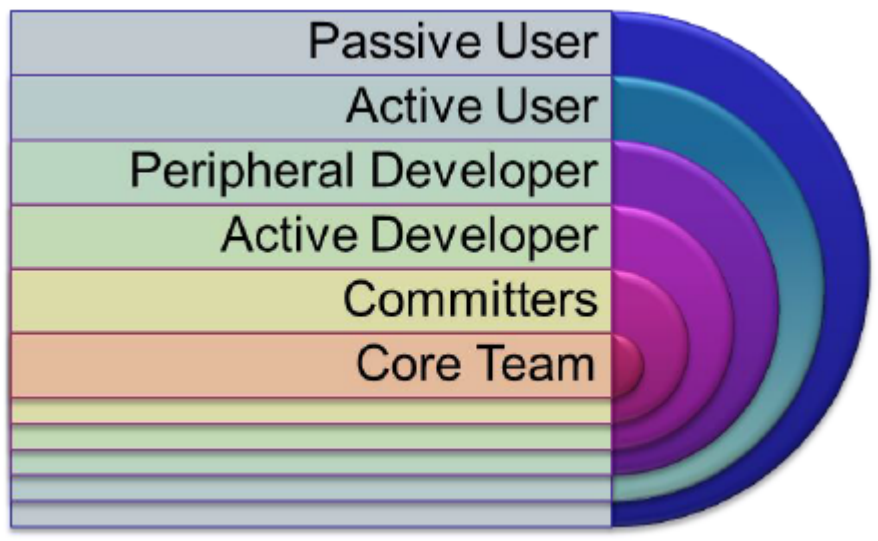 Passive User
Active User
Peripheral Developer
Active Developer
Committers
Core Team